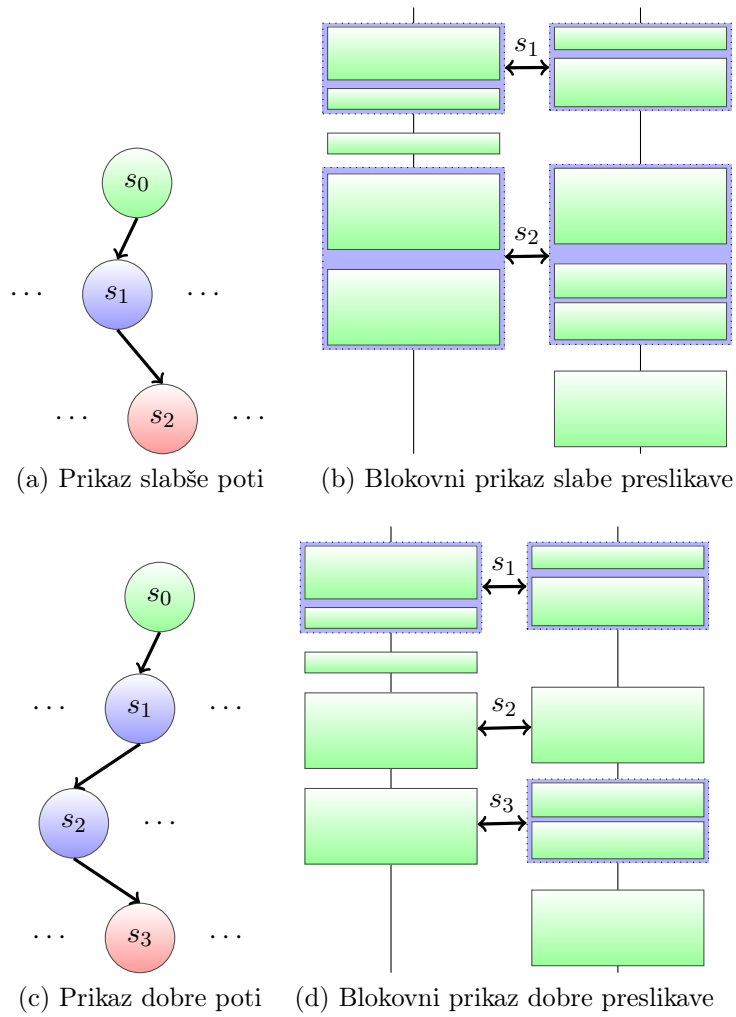 s0
… s1 …
… s2 …
(a) Prikaz slabše poti
s1
s2
(b) Blokovni prikaz slabe preslikave
s0
… s1 …
s2 …
… s3 …
(c) Prikaz dobre poti
s1
s2
s3
(d) Blokovni prikaz dobre preslikave